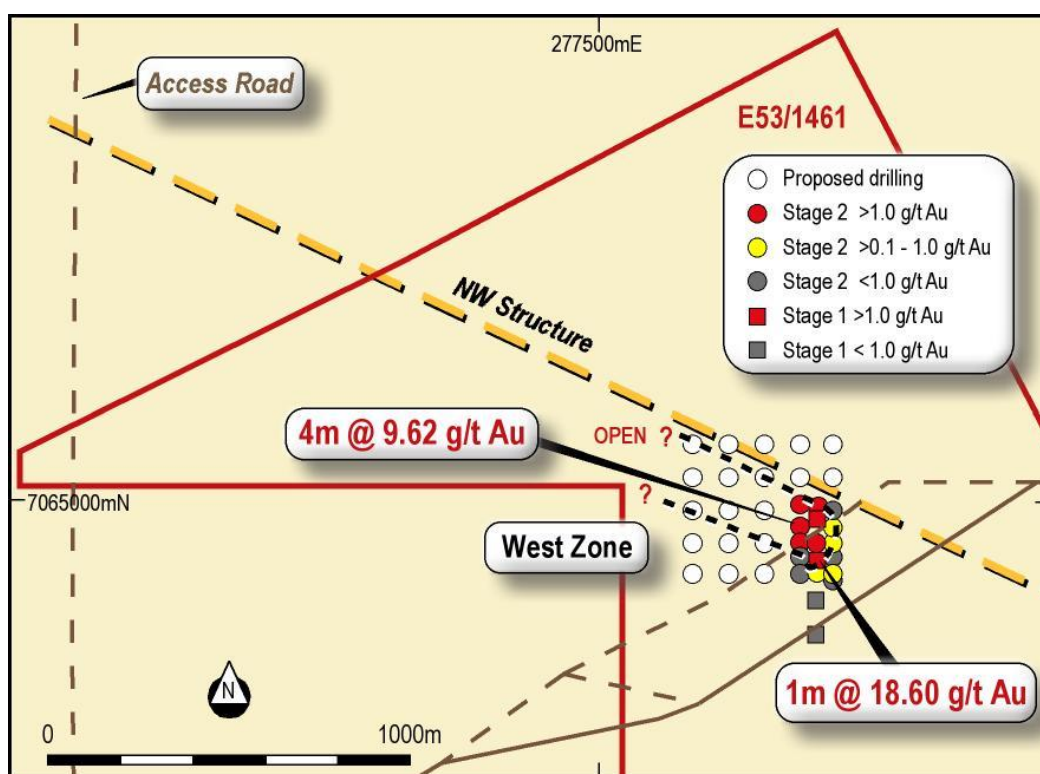 277500mE
Access Road
E53/1461
Proposed drilling
Stage 2 >1.0 g/t Au
Stage 2 >0.1 - 1.0 g/t Au
Stage 2 <1.0 g/t Au
Stage 1 >1.0 g/t Au
Stage 1 < 1.0 g/t Au
NW Structure
4m @ 9.62 g/t Au
OPEN ?
?
7065000mN
West Zone
1m @ 18.60 g/t Au
N
0 1000m